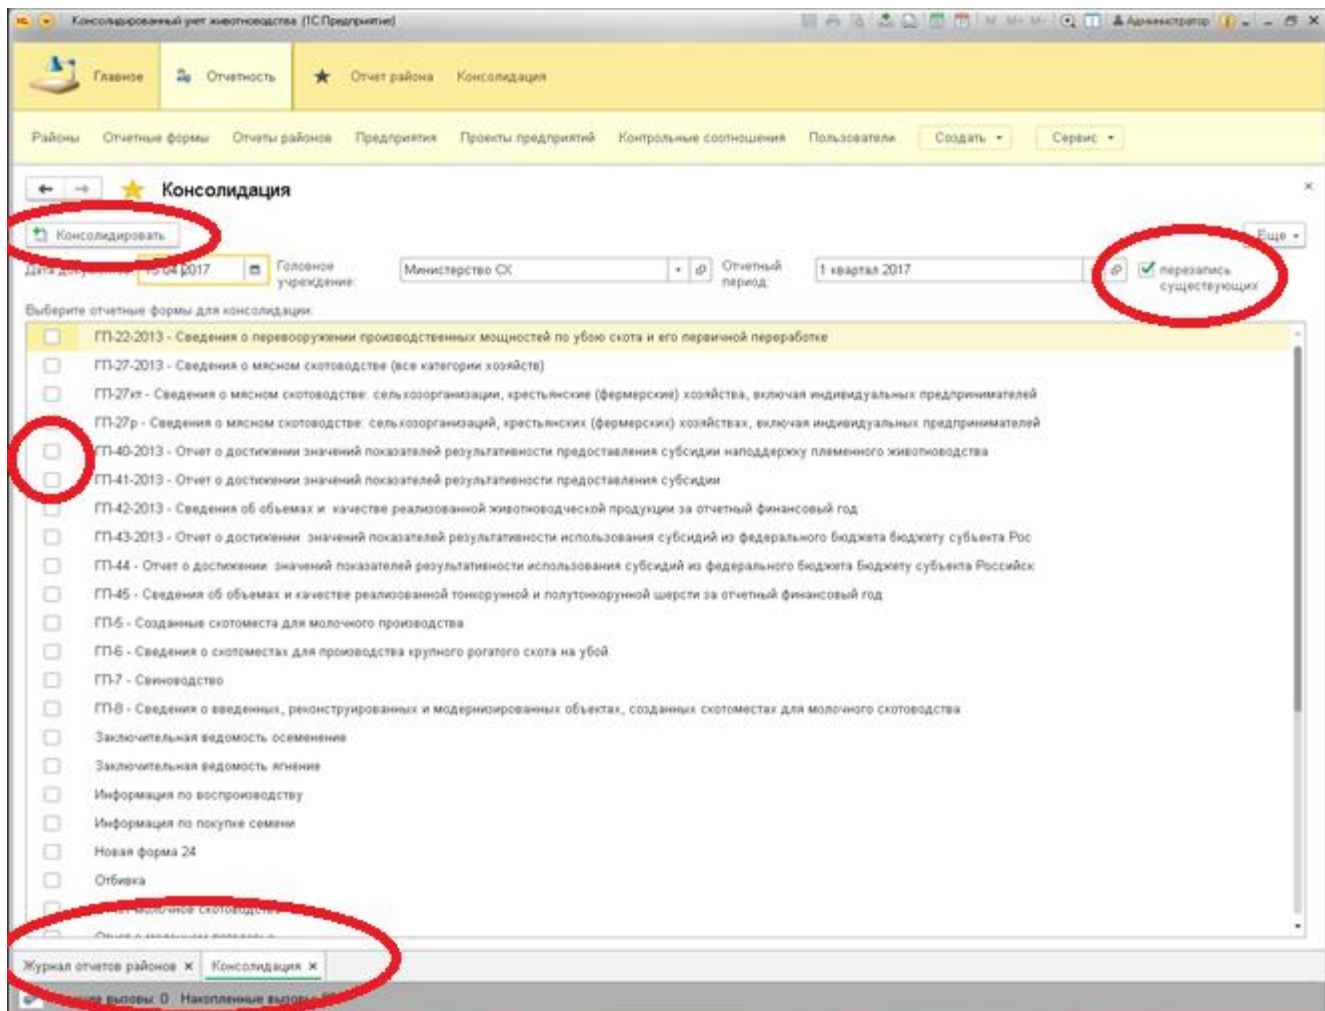 Консолидированный учет животноводства (1С:Предприятие)
M M+ M- Администратор
Главное Отчетность Отчет района Консолидация
Районы Отчетные формы Отчеты районов Предприятия Проекты предприятий Контрольные соотношения Пользователи Создать Сервис
Консолидация
Консолидировать Еще
2017 Головное учреждение: Министерство СХ Отчетный период: 1 квартал 2017 перезапись существующих
Выберите отчетные формы для консолидации:
ГП-22-2013 - Сведения о перевооружении производственных мощностей по убою скота и его первичной переработке
ГП-27-2013 - Сведения о мясном скотоводстве (все категории хозяйств)
ГП-27кт - Сведения о мясном скотоводстве: сельхозорганизации, крестьянские (фермерские) хозяйства, включая индивидуальных предпринимателей
ГП-27р - Сведения о мясном скотоводстве: сельхозорганизаций, крестьянских (фермерских) хозяйствах, включая индивидуальных предпринимателей
ГП-40-2013 - Отчет о достижении значений показателей результативности предоставления субсидии наподдержку племенного животноводства
ГП-41-2013 - Отчет о достижении значений показателей результативности предоставления субсидии
ГП-42-2013 - Сведения об объемах и качестве реализованной животноводческой продукции за отчетный финансовый год
ГП-43-2013 - Отчет о достижении значений показателей результативности использования субсидий из федерального бюджета бюджету субъекта Рос
ГП-44 - Отчет о достижении значений показателей результативности использования субсидий из федерального бюджета бюджету субъекта Российск
ГП-45 - Сведения об объемах и качестве реализованной тонкорунной и полутонкорунной шерсти за отчетный финансовый год
ГП-5 - Созданные скотоместа для молочного производства
ГП-6 - Сведения о скотоместах для производства крупного рогатого скота на убой
ГП-7 - Свиноводство
ГП-8 - Сведения о введенных, реконструированных и модернизированных объектах, созданных скотоместах для молочного скотоводства
Заключительная ведомость осеменение
Заключительная ведомость ягнение
Информация по воспроизводству
Информация по покупке семени
Новая форма 24
Отбивка
молочное скотоводство
Журнал отчетов районов Консолидация
вызовы: 0 Накопленные